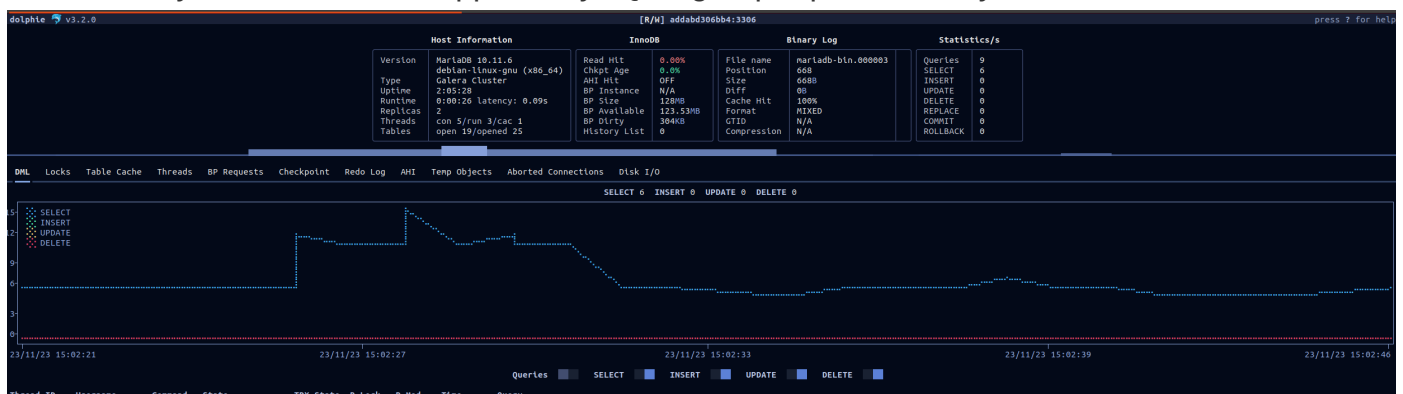 dolphie v3.2.0 [R/W] addabd306bb4:3306 press ? for help
Host Information
Version MariaDB 10.11.6
debian-linux-gnu (x86_64)
Type Galera Cluster
Uptime 2:05:28
Runtime 0:00:26 latency: 0.09s
Replicas 2
Threads con 5/run 3/cac 1
Tables open 19/opened 25
InnoDB
Read Hit 0.00%
Chkpt Age 0.0%
AHI Hit OFF
BP Instance N/A
BP Size 128MB
BP Available 123.53MB
BP Dirty 304KB
History List 0
Binary Log
File name mariadb-bin.000003
Position 668
Size 668B
Diff 0B
Cache Hit 100%
Format MIXED
GTID N/A
Compression N/A
Statistics/s
Queries 9
SELECT 6
INSERT 0
UPDATE 0
DELETE 0
REPLACE 0
COMMIT 0
ROLLBACK 0
DML Locks Table Cache Threads BP Requests Checkpoint Redo Log AHI Temp Objects Aborted Connections Disk I/O
SELECT 6 INSERT 0 UPDATE 0 DELETE 0
SELECT
INSERT
UPDATE
DELETE
15
12
9
6
3
0
23/11/23 15:02:21 23/11/23 15:02:27 23/11/23 15:02:33 23/11/23 15:02:39 23/11/23 15:02:46
Queries SELECT INSERT UPDATE DELETE